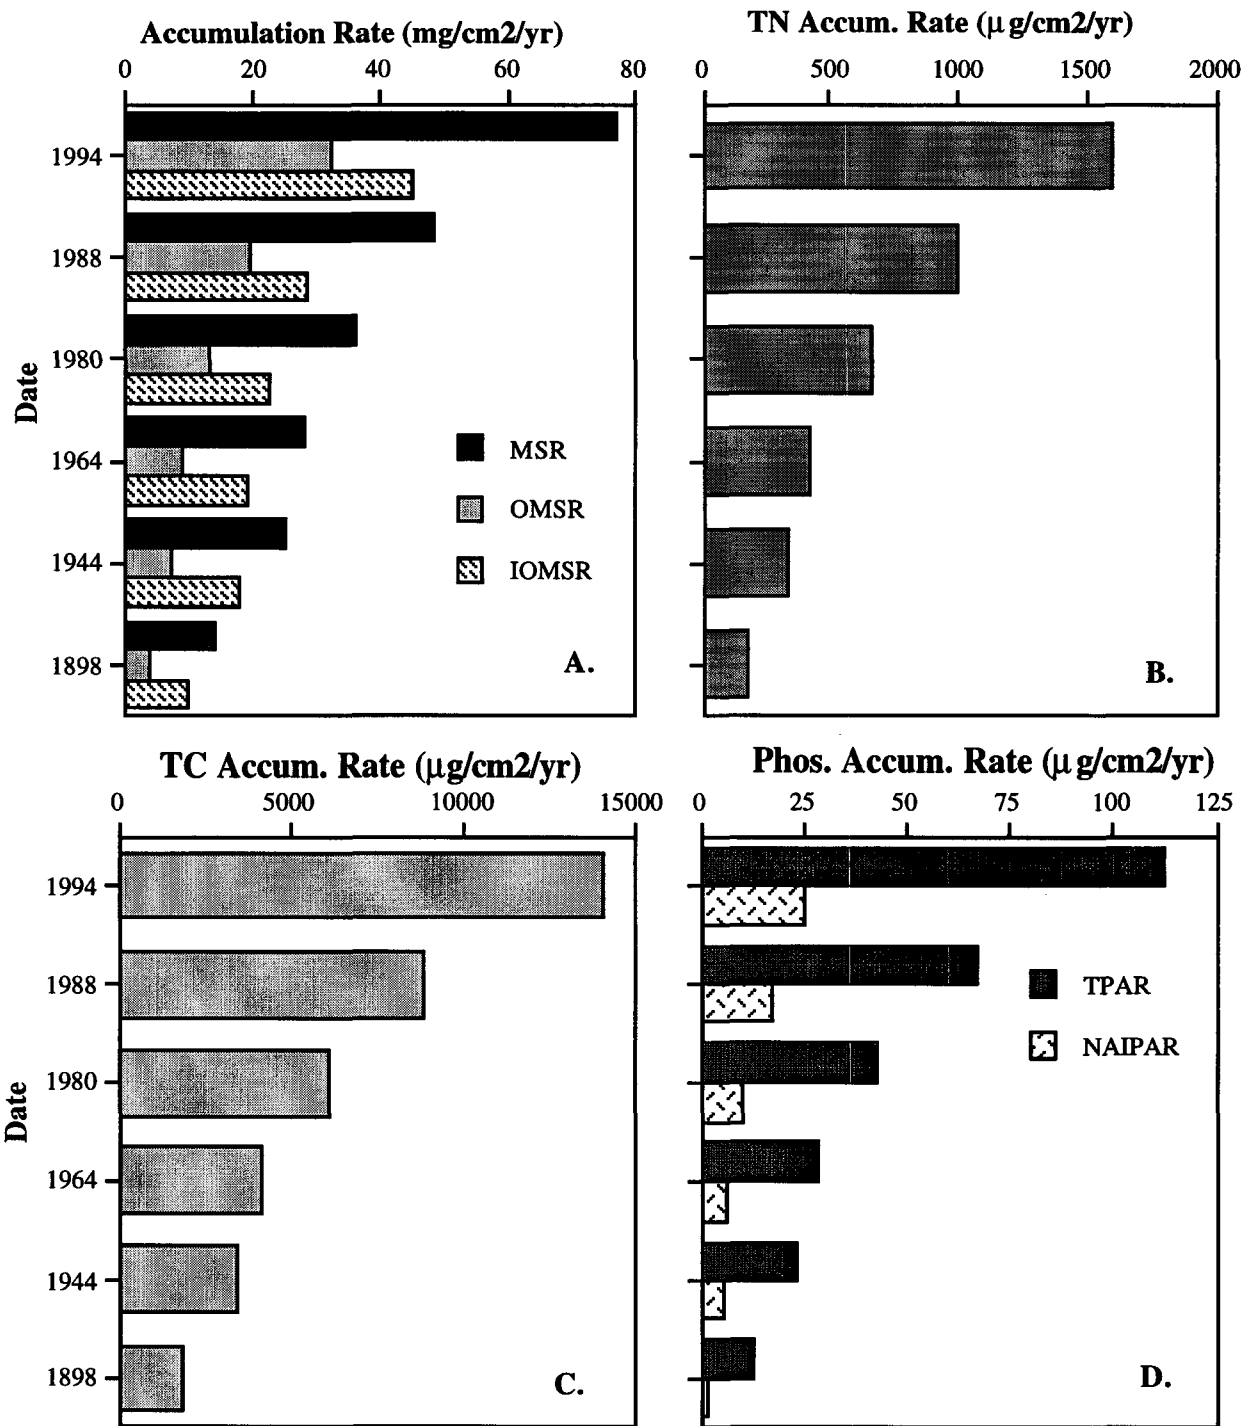 Accumulation Rate (mg/cm2/yr)
0 20 40 60 80
1994
1988
1980
1964
1944
1898
Date
MSR
OMSR
IOMSR
A.
TN Accum. Rate (μg/cm2/yr)
0 500 1000 1500 2000
B.
TC Accum. Rate (μg/cm2/yr)
0 5000 10000 15000
1994
1988
1980
1964
1944
1898
Date
C.
Phos. Accum. Rate (μg/cm2/yr)
0 25 50 75 100 125
TPAR
NAIPAR
D.